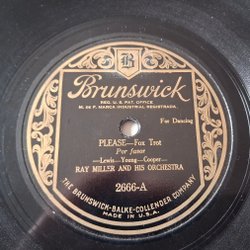 B
Brunswick
REG. U.S. PAT. OFFICE
M. DE F. MARCA INDUSTRIAL REGISTRADA.
For Dancing
PLEASE—Fox Trot
Por favor
—Lewis—Young—Cooper—
RAY MILLER AND HIS ORCHESTRA
2666-A
THE BRUNSWICK-BALKE-COLLENDER COMPANY
MADE IN U.S.A.